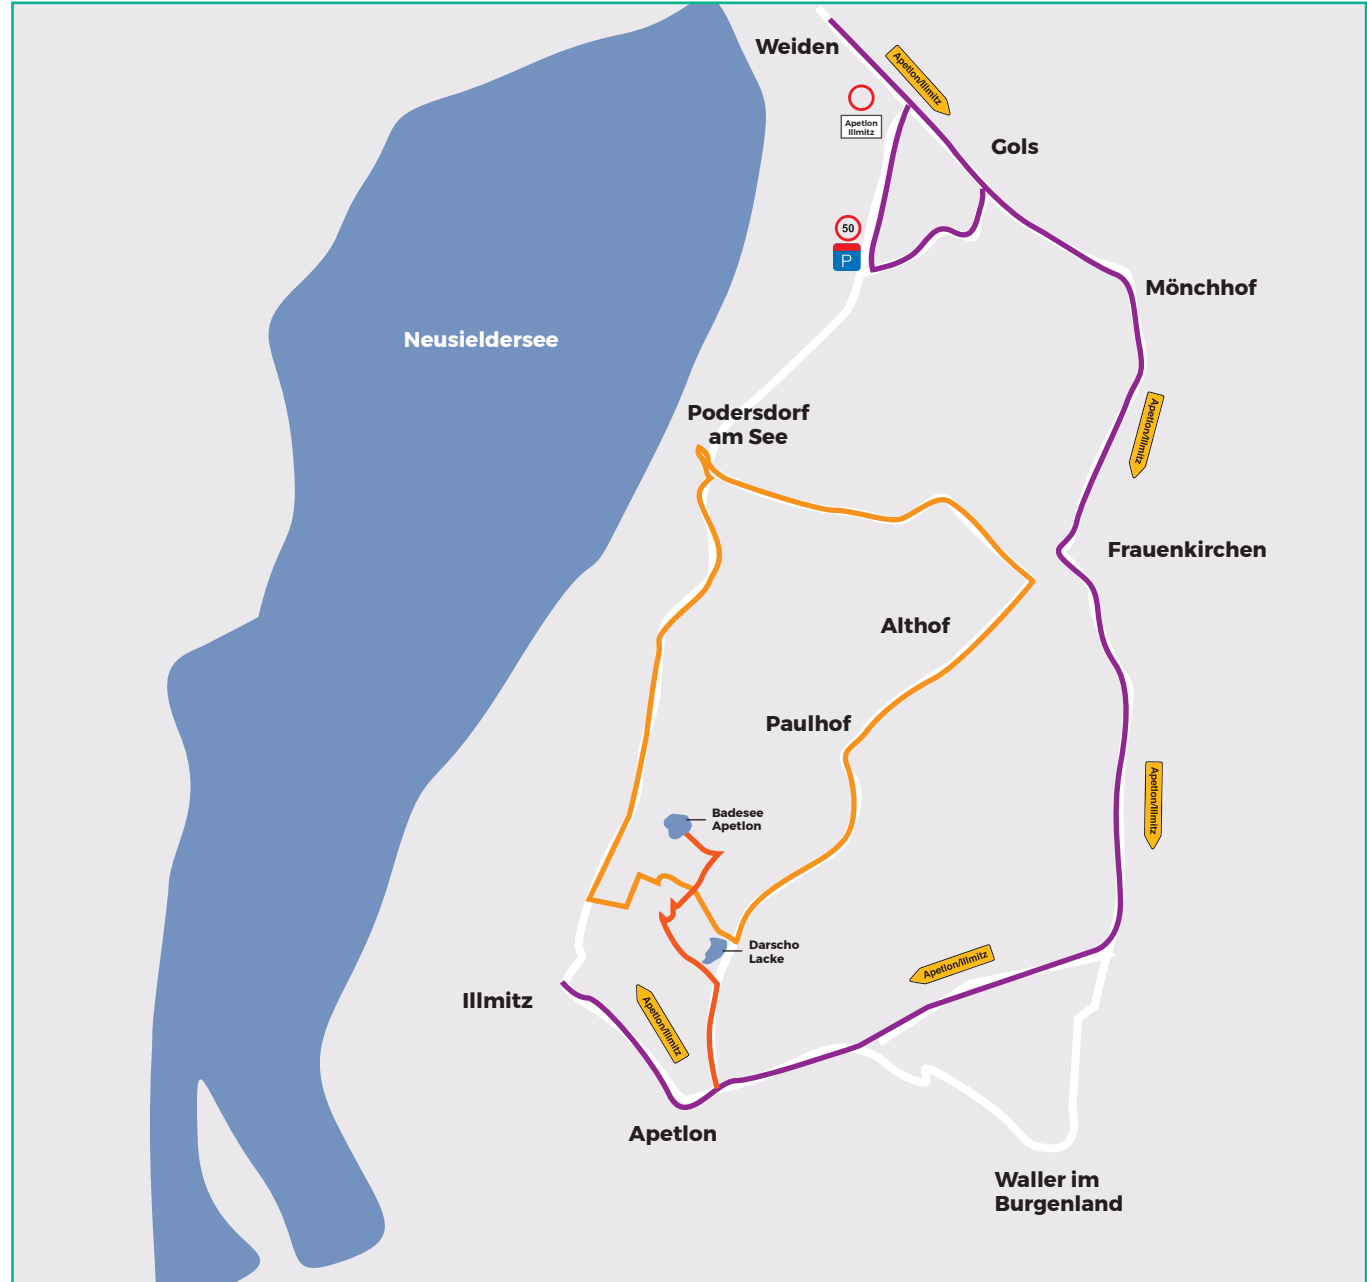 Weiden
Apetlon/Illmitz
Apetlon
Illmitz
Gols
50
P
Mönchhof
Neusieldersee
Apetlon/Illmitz
Podersdorf
am See
Frauenkirchen
Althof
Paulhof
Apetlon/Illmitz
Badesee
Apetlon
Darscho
Lacke
Apetlon/Illmitz
Illmitz
Apetlon/Illmitz
Apetlon
Waller im
Burgenland